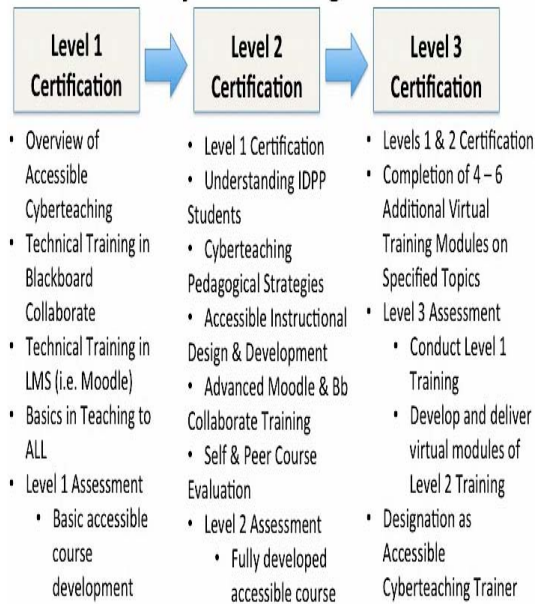 Level 1
Certification
• Overview of
Accessible
Cyberteaching
• Technical Training in
Blackboard
Collaborate
• Technical Training in
LMS (i.e. Moodle)
• Basics in Teaching to
ALL
• Level 1 Assessment
• Basic accessible
course
development
Level 2
Certification
• Level 1 Certification
• Understanding IDPP
Students
• Cyberteaching
Pedagogical Strategies
• Accessible Instructional
Design & Development
• Advanced Moodle & Bb
Collaborate Training
• Self & Peer Course
Evaluation
• Level 2 Assessment
• Fully developed
accessible course
Level 3
Certification
• Levels 1 & 2 Certification
• Completion of 4 – 6
Additional Virtual
Training Modules on
Specified Topics
• Level 3 Assessment
• Conduct Level 1
Training
• Develop and deliver
virtual modules of
Level 2 Training
• Designation as
Accessible
Cyberteaching Trainer